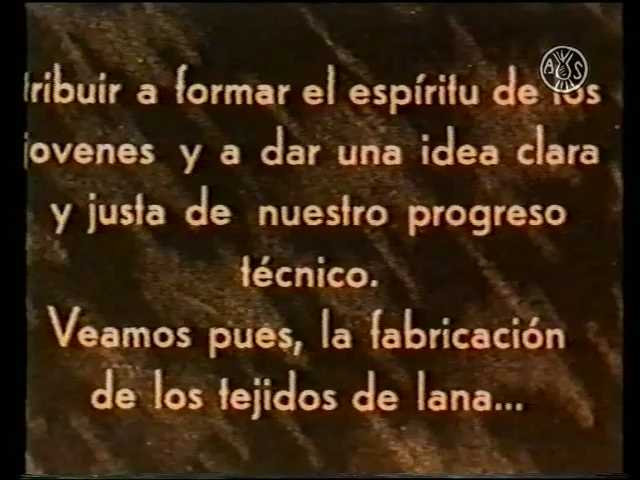 tribuir a formar el espíritu de los
jovenes y a dar una idea clara
y justa de nuestro progreso
técnico.
Veamos pues, la fabricación
de los tejidos de lana...
A S